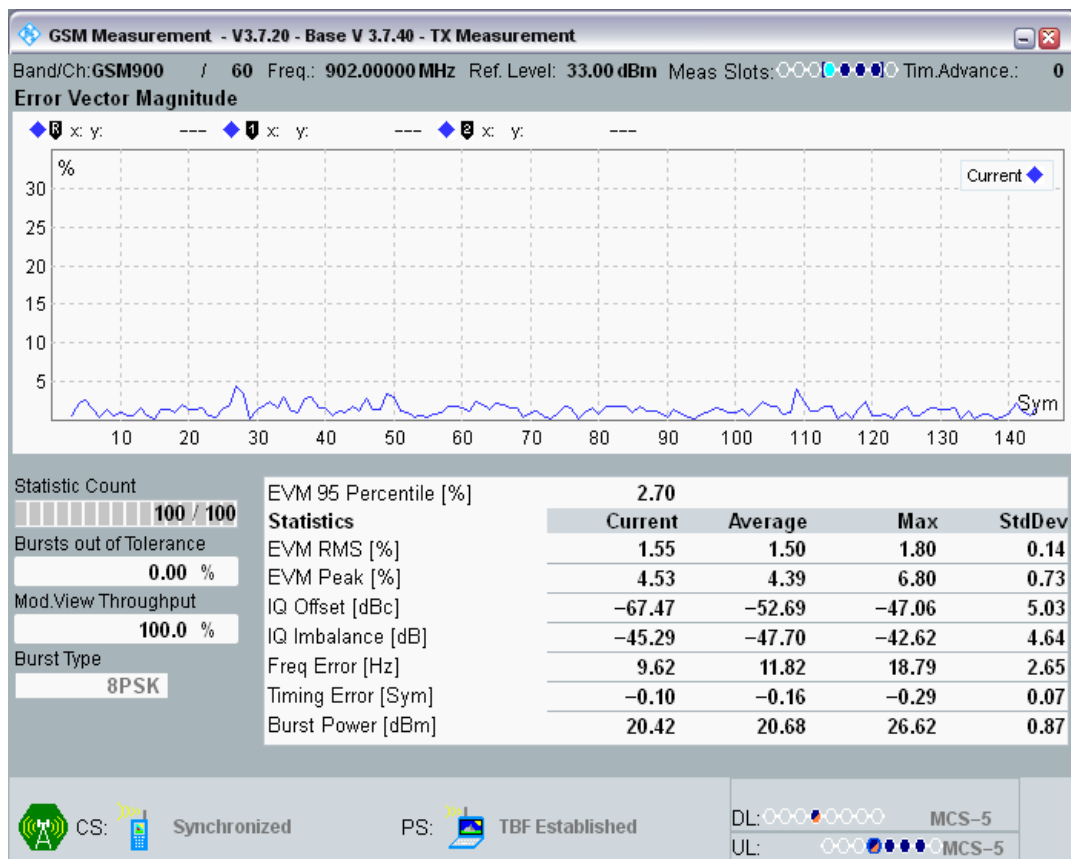 GSM Measurement - V3.7.20 - Base V 3.7.40 - TX Measurement
Band/Ch:GSM900 / 60 Freq.: 902.00000 MHz Ref. Level: 33.00 dBm Meas Slots: Tim.Advance.: 0
Error Vector Magnitude
R x: y: --- 1 x: y: --- 2 x: y: ---
%
Current
30
25
20
15
10
5
Sym
10 20 30 40 50 60 70 80 90 100 110 120 130 140
Statistic Count
100 / 100
Bursts out of Tolerance
0.00 %
Mod.View Throughput
100.0 %
Burst Type
8PSK
EVM 95 Percentile [%] 2.70
Statistics Current Average Max StdDev
EVM RMS [%] 1.55 1.50 1.80 0.14
EVM Peak [%] 4.53 4.39 6.80 0.73
IQ Offset [dBc] −67.47 −52.69 −47.06 5.03
IQ Imbalance [dB] −45.29 −47.70 −42.62 4.64
Freq Error [Hz] 9.62 11.82 18.79 2.65
Timing Error [Sym] −0.10 −0.16 −0.29 0.07
Burst Power [dBm] 20.42 20.68 26.62 0.87
CS: Synchronized PS: TBF Established
DL: MCS−5
UL: MCS−5